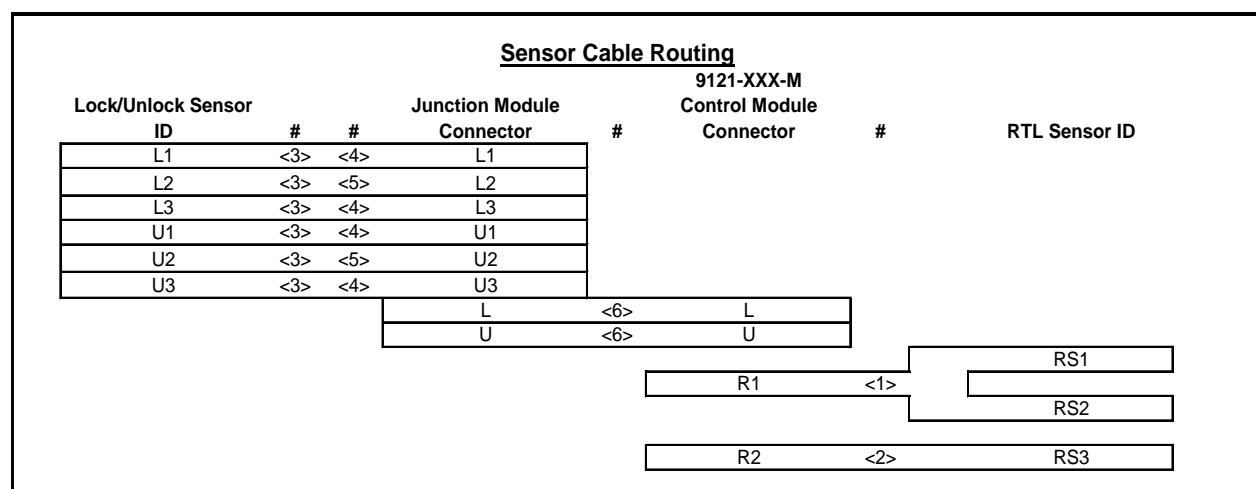 Sensor Cable Routing
9121-XXX-M
Lock/Unlock Sensor Junction Module Control Module
ID # # Connector # Connector # RTL Sensor ID
L1 <3> <4> L1
L2 <3> <5> L2
L3 <3> <4> L3
U1 <3> <4> U1
U2 <3> <5> U2
U3 <3> <4> U3
L <6> L
U <6> U
RS1
R1 <1>
RS2
R2 <2> RS3